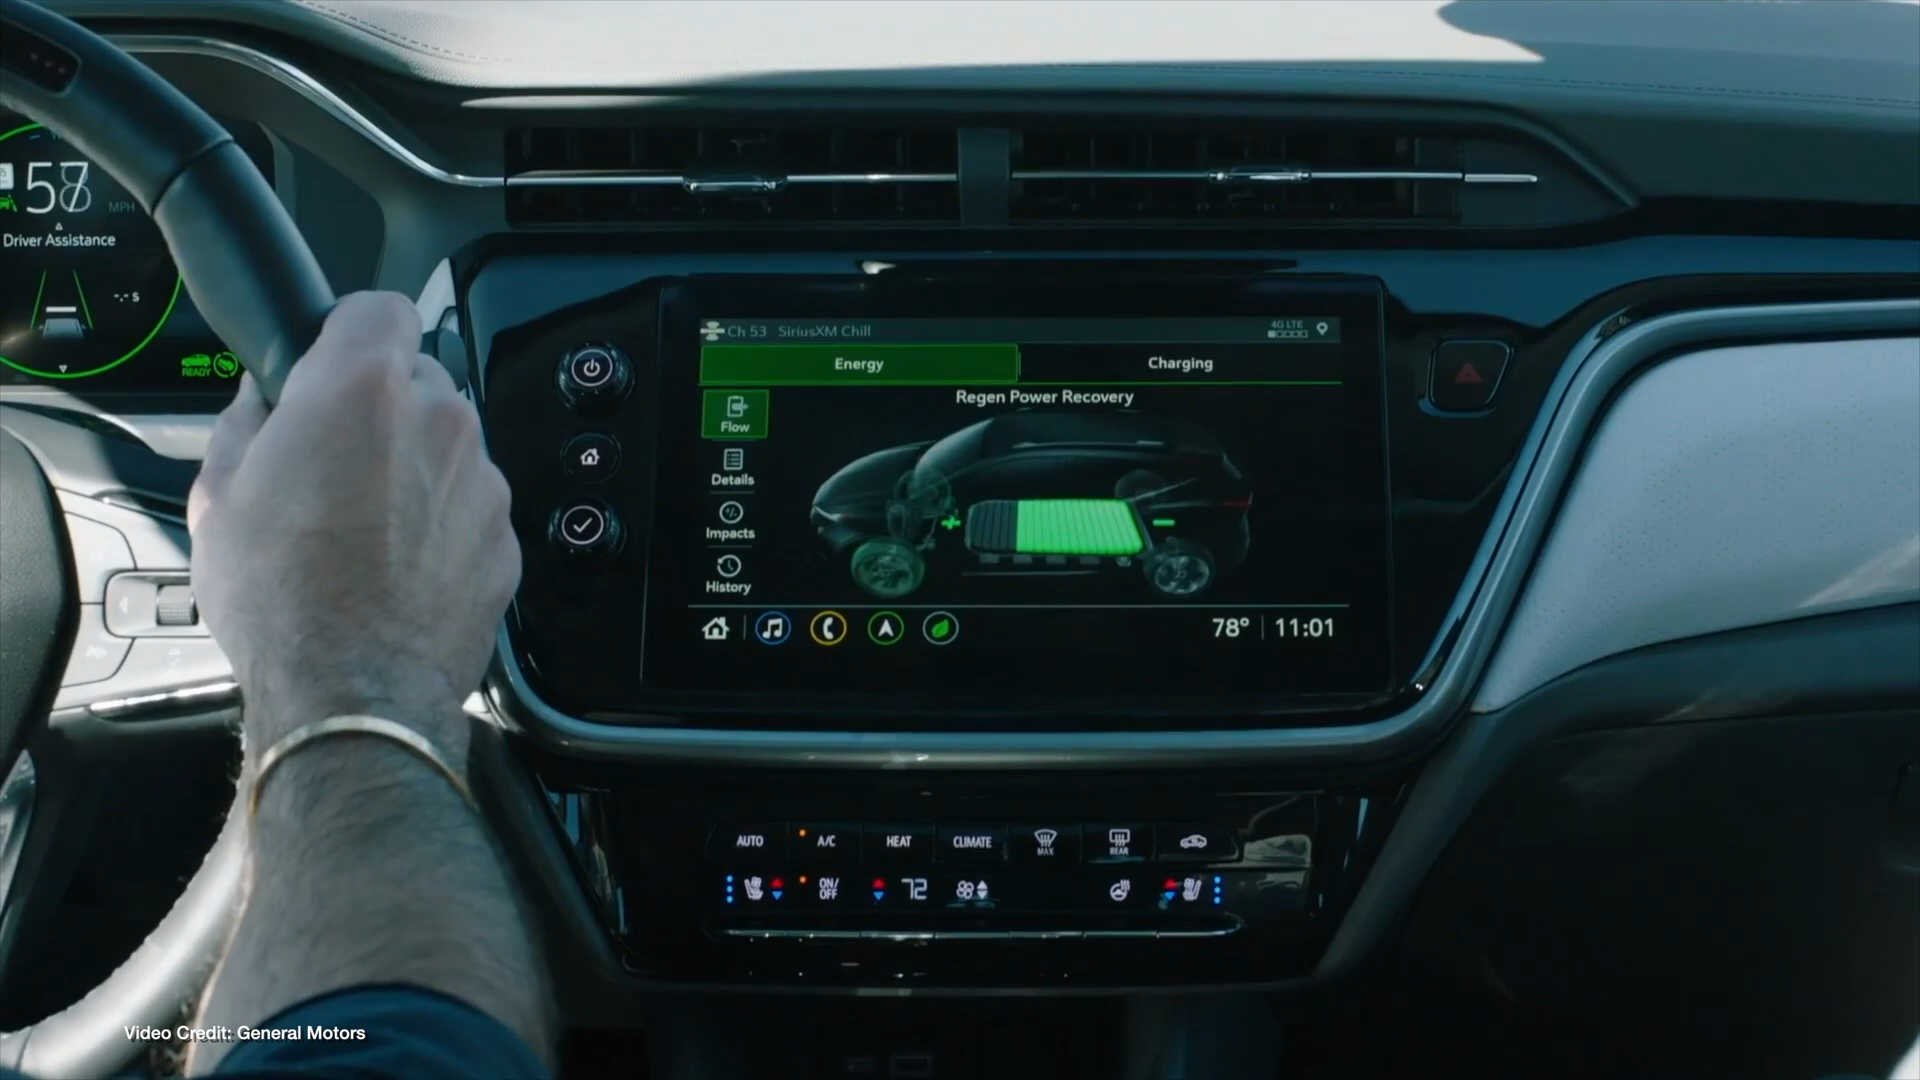 MPH
Driver Assistance
-.- s
READY
Ch 53 SiriusXM Chill
4G LTE
Energy
Charging
Regen Power Recovery
Flow
Details
Impacts
History
78° 11:01
AUTO
A/C
HEAT
CLIMATE
MAX
REAR
ON/
OFF
72
Video Credit: General Motors